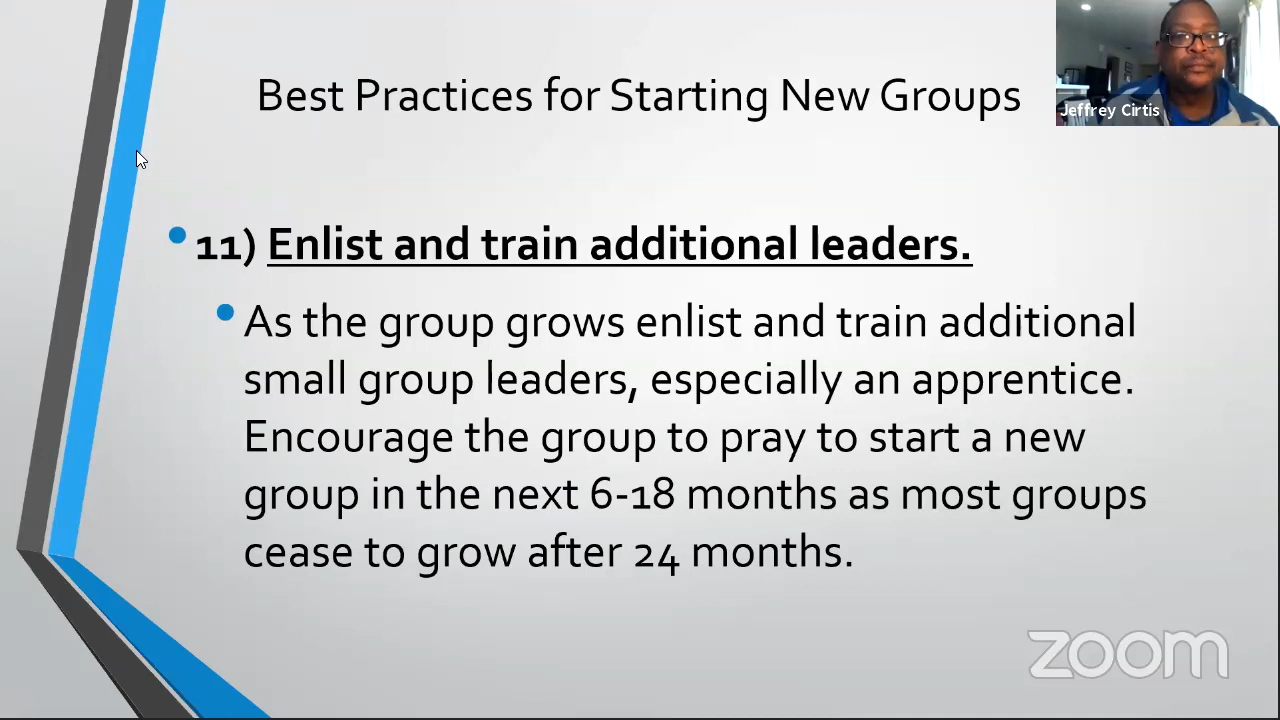 Best Practices for Starting New Groups
Jeffrey Cirtis
• 11) Enlist and train additional leaders.
• As the group grows enlist and train additional
small group leaders, especially an apprentice.
Encourage the group to pray to start a new
group in the next 6-18 months as most groups
cease to grow after 24 months.
zoom